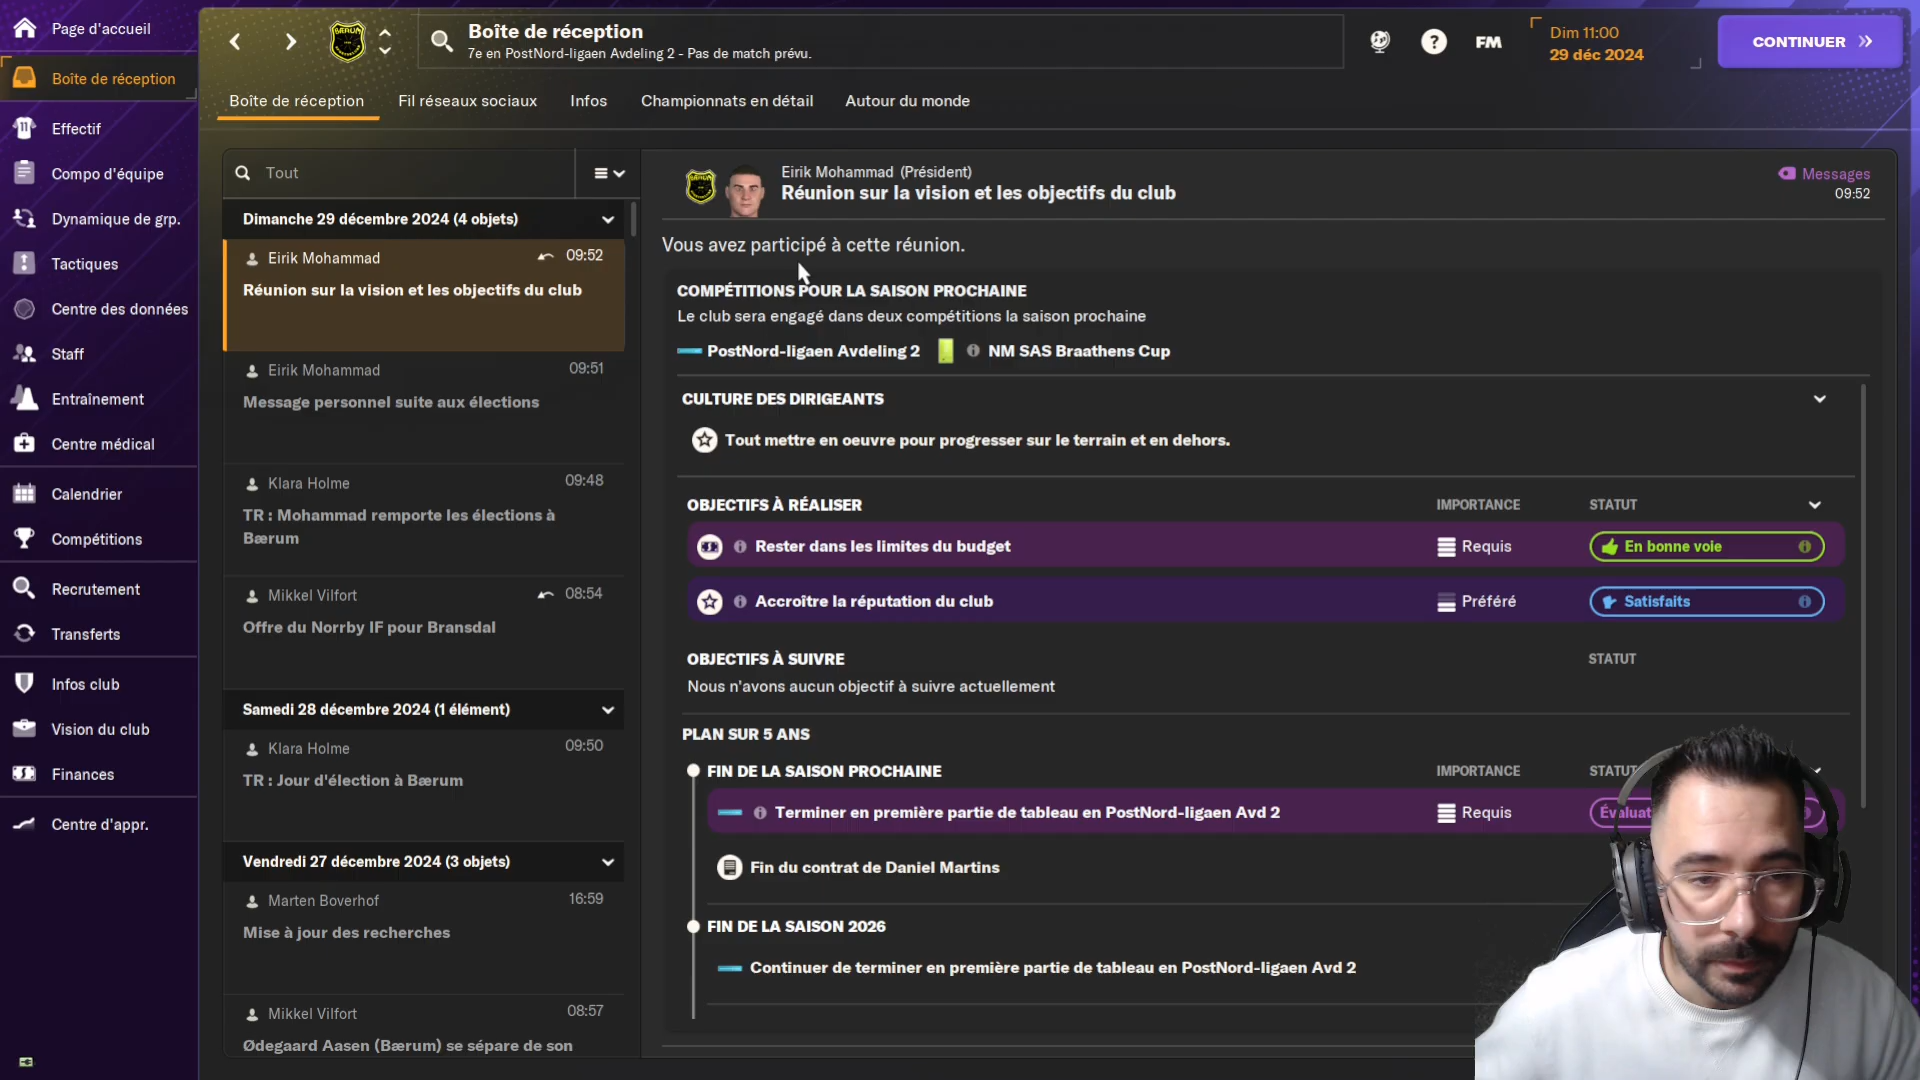 Page d'accueil
Boîte de réception
Effectif
Compo d'équipe
Dynamique de grp.
Tactiques
Centre des données
Staff
Entraînement
Centre médical
Calendrier
Compétitions
Recrutement
Transferts
Infos club
Vision du club
Finances
Centre d'appr.
Boîte de réception
7e en PostNord-ligaen Avdeling 2 - Pas de match prévu.
FM
Dim 11:00
29 déc 2024
CONTINUER
Boîte de réception
Fil réseaux sociaux
Infos
Championnats en détail
Autour du monde
Tout
Dimanche 29 décembre 2024 (4 objets)
Eirik Mohammad 09:52
Réunion sur la vision et les objectifs du club
Eirik Mohammad 09:51
Message personnel suite aux élections
Klara Holme 09:48
TR : Mohammad remporte les élections à
Bærum
Mikkel Vilfort 08:54
Offre du Norrby IF pour Bransdal
Samedi 28 décembre 2024 (1 élément)
Klara Holme 09:50
TR : Jour d'élection à Bærum
Vendredi 27 décembre 2024 (3 objets)
Marten Boverhof 16:59
Mise à jour des recherches
Mikkel Vilfort 08:57
Ødegaard Aasen (Bærum) se sépare de son
Eirik Mohammad (Président)
Réunion sur la vision et les objectifs du club
Messages
09:52
Vous avez participé à cette réunion.
COMPÉTITIONS POUR LA SAISON PROCHAINE
Le club sera engagé dans deux compétitions la saison prochaine
PostNord-ligaen Avdeling 2 NM SAS Braathens Cup
CULTURE DES DIRIGEANTS
Tout mettre en oeuvre pour progresser sur le terrain et en dehors.
OBJECTIFS À RÉALISER IMPORTANCE STATUT
Rester dans les limites du budget Requis En bonne voie
Accroître la réputation du club Préféré Satisfaits
OBJECTIFS À SUIVRE STATUT
Nous n'avons aucun objectif à suivre actuellement
PLAN SUR 5 ANS
FIN DE LA SAISON PROCHAINE IMPORTANCE STATUT
Terminer en première partie de tableau en PostNord-ligaen Avd 2 Requis Évaluat
Fin du contrat de Daniel Martins
FIN DE LA SAISON 2026
Continuer de terminer en première partie de tableau en PostNord-ligaen Avd 2